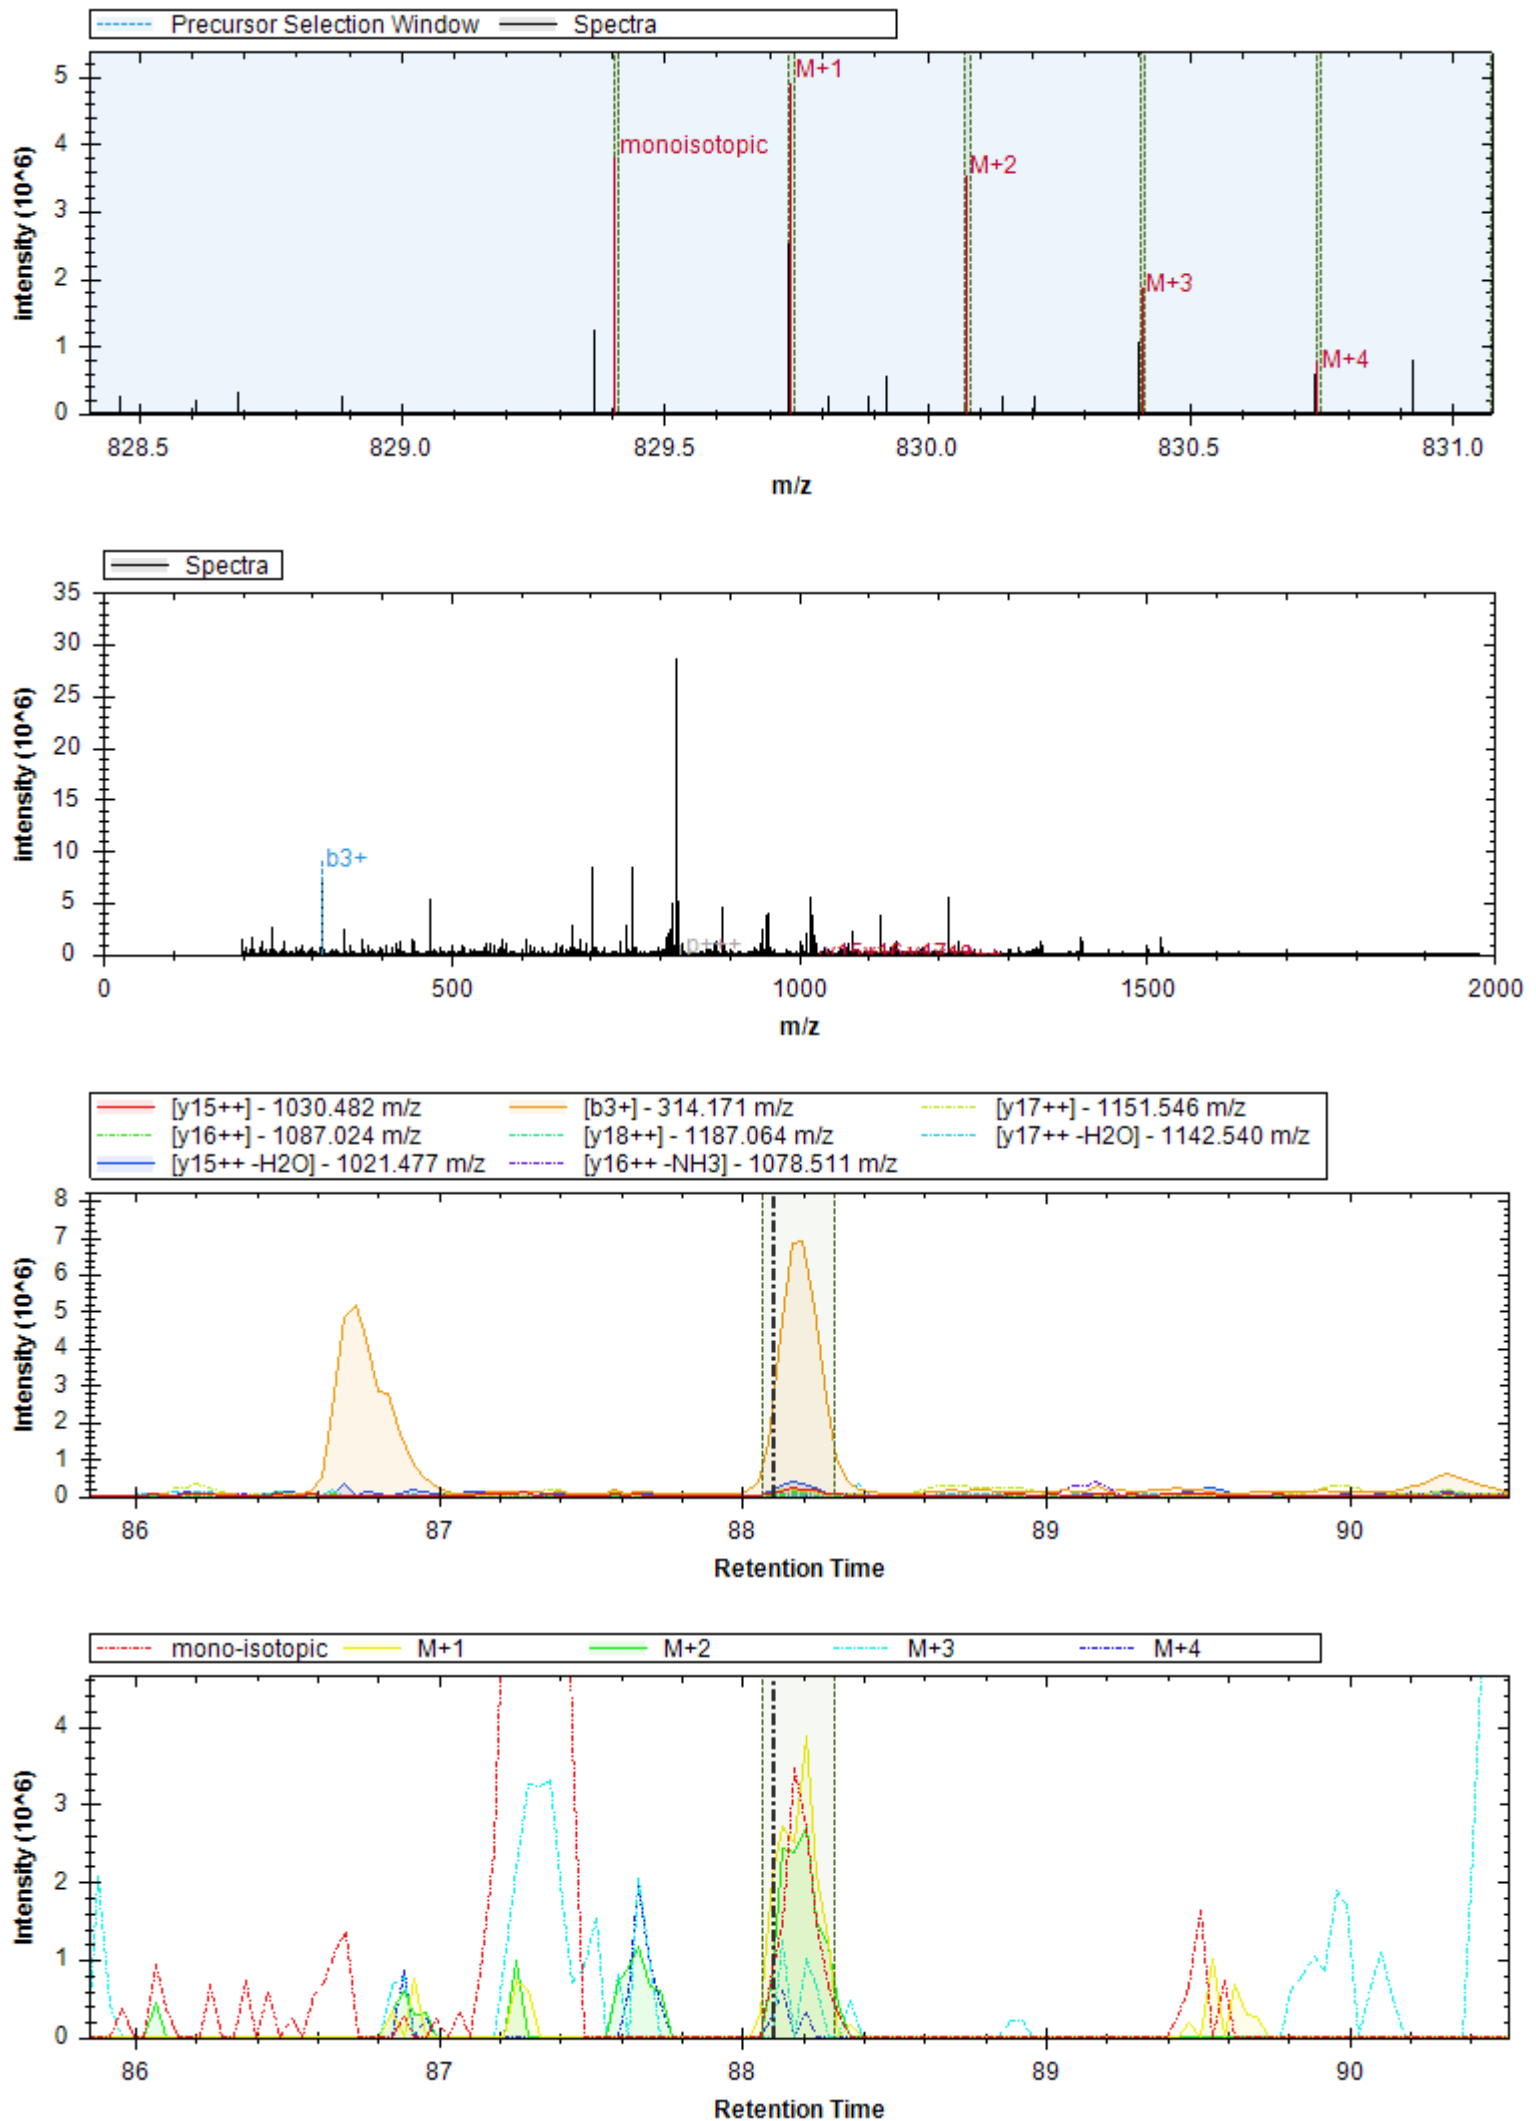 Precursor Selection Window Spectra
5
4
3
2
1
0
intensity (10^6)
M+1
monoisotopic
M+2
M+3
M+4
828.5 829.0 829.5 830.0 830.5 831.0
m/z
Spectra
35
30
25
20
15
10
5
0
intensity (10^6)
b3+
p+++
0 500 1000 1500 2000
m/z
[y15++] - 1030.482 m/z [b3+] - 314.171 m/z [y17++] - 1151.546 m/z
[y16++] - 1087.024 m/z [y18++] - 1187.064 m/z [y17++ -H2O] - 1142.540 m/z
[y15++ -H2O] - 1021.477 m/z [y16++ -NH3] - 1078.511 m/z
8
7
6
5
4
3
2
1
0
Intensity (10^6)
86 87 88 89 90
Retention Time
mono-isotopic M+1 M+2 M+3 M+4
4
3
2
1
0
Intensity (10^6)
86 87 88 89 90
Retention Time